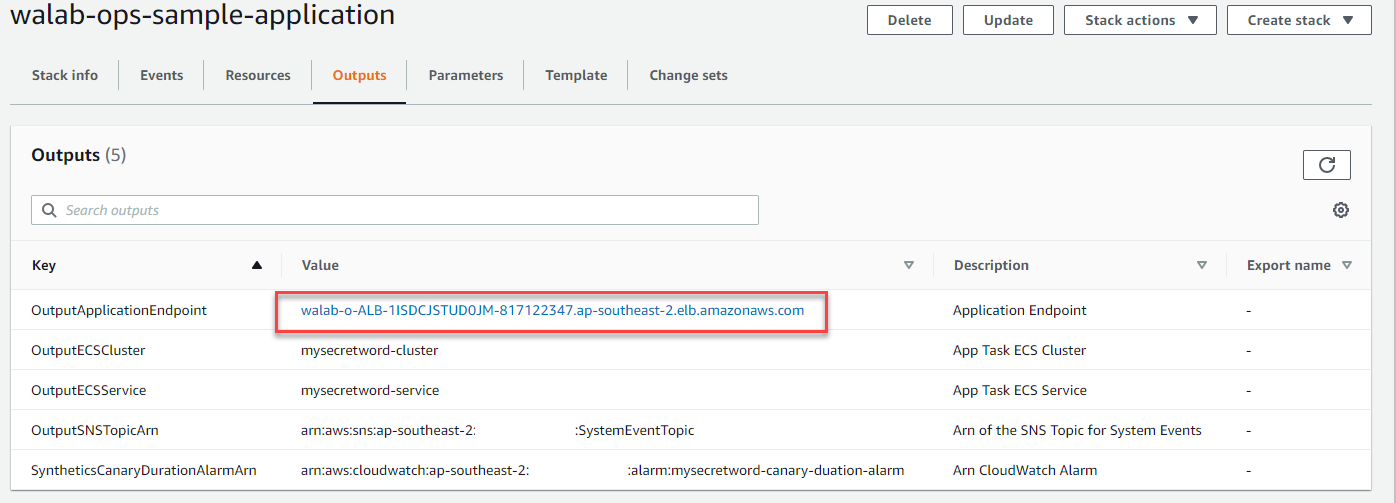 walab-ops-sample-application
Delete Update Stack actions Create stack
Stack info Events Resources Outputs Parameters Template Change sets
Outputs (5)
Search outputs
Key Value Description Export name
OutputApplicationEndpoint walab-o-ALB-1ISDCJSTUD0JM-817122347.ap-southeast-2.elb.amazonaws.com Application Endpoint -
OutputECSCluster mysecretword-cluster App Task ECS Cluster -
OutputECSService mysecretword-service App Task ECS Service -
OutputSNSTopicArn arn:aws:sns:ap-southeast-2: :SystemEventTopic Arn of the SNS Topic for System Events -
SyntheticsCanaryDurationAlarmArn arn:aws:cloudwatch:ap-southeast-2: :alarm:mysecretword-canary-duation-alarm Arn CloudWatch Alarm -